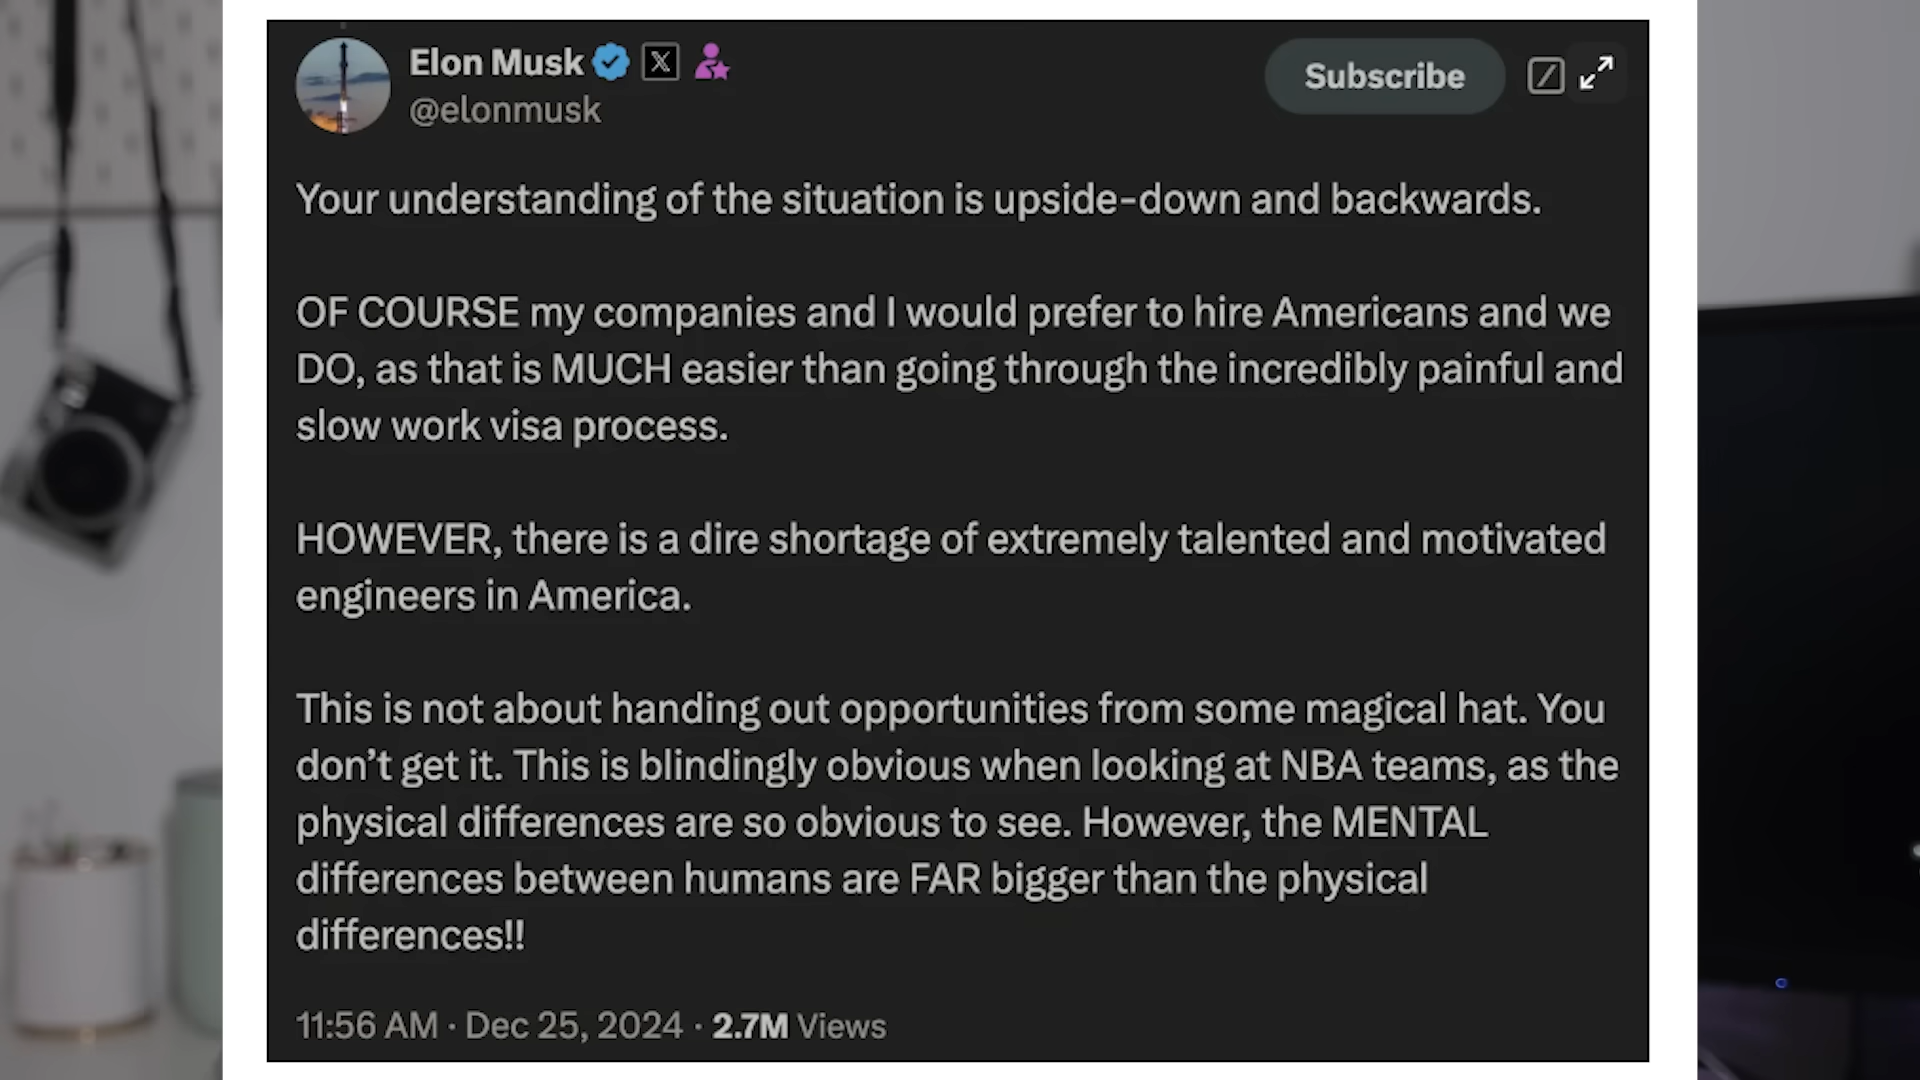 Elon Musk
@elonmusk
Subscribe
Your understanding of the situation is upside-down and backwards.
OF COURSE my companies and I would prefer to hire Americans and we
DO, as that is MUCH easier than going through the incredibly painful and
slow work visa process.
HOWEVER, there is a dire shortage of extremely talented and motivated
engineers in America.
This is not about handing out opportunities from some magical hat. You
don’t get it. This is blindingly obvious when looking at NBA teams, as the
physical differences are so obvious to see. However, the MENTAL
differences between humans are FAR bigger than the physical
differences!!
11:56 AM · Dec 25, 2024 · 2.7M Views